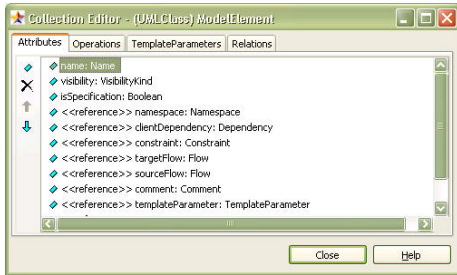 Collection Editor - (UMLClass) ModelElement
Attributes Operations TemplateParameters Relations
name: Name
visibility: VisibilityKind
isSpecification: Boolean
<<reference>> namespace: Namespace
<<reference>> clientDependency: Dependency
<<reference>> constraint: Constraint
<<reference>> targetFlow: Flow
<<reference>> sourceFlow: Flow
<<reference>> comment: Comment
<<reference>> templateParameter: TemplateParameter
Close Help